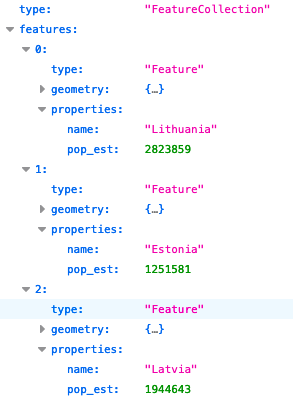 type: "FeatureCollection"
features:
0:
type: "Feature"
geometry: {…}
properties:
name: "Lithuania"
pop_est: 2823859
1:
type: "Feature"
geometry: {…}
properties:
name: "Estonia"
pop_est: 1251581
2:
type: "Feature"
geometry: {…}
properties:
name: "Latvia"
pop_est: 1944643